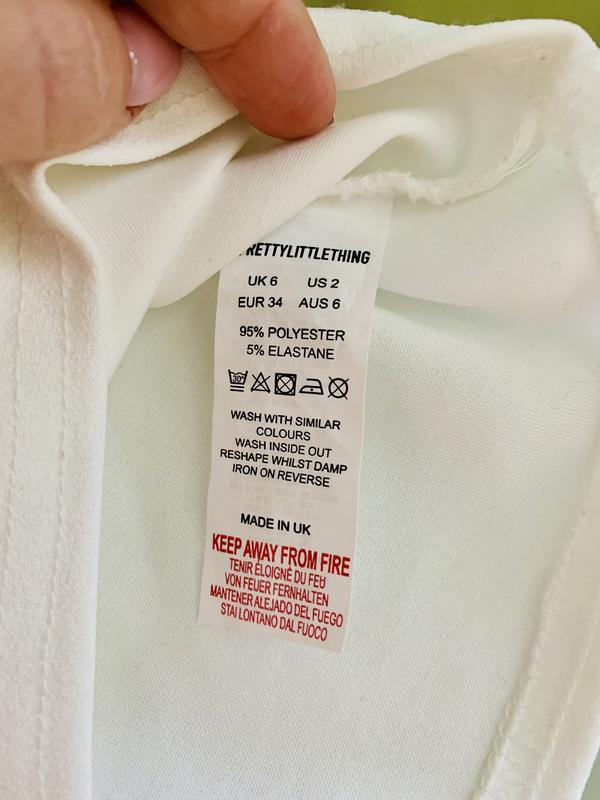 PRETTYLITTLETHING
UK 6 US 2
EUR 34 AUS 6
95% POLYESTER
5% ELASTANE
30°
WASH WITH SIMILAR
COLOURS
WASH INSIDE OUT
RESHAPE WHILST DAMP
IRON ON REVERSE
MADE IN UK
KEEP AWAY FROM FIRE
TENIR ÉLOIGNÉ DU FEU
VON FEUER FERNHALTEN
MANTENER ALEJADO DEL FUEGO
STAI LONTANO DAL FUOCO